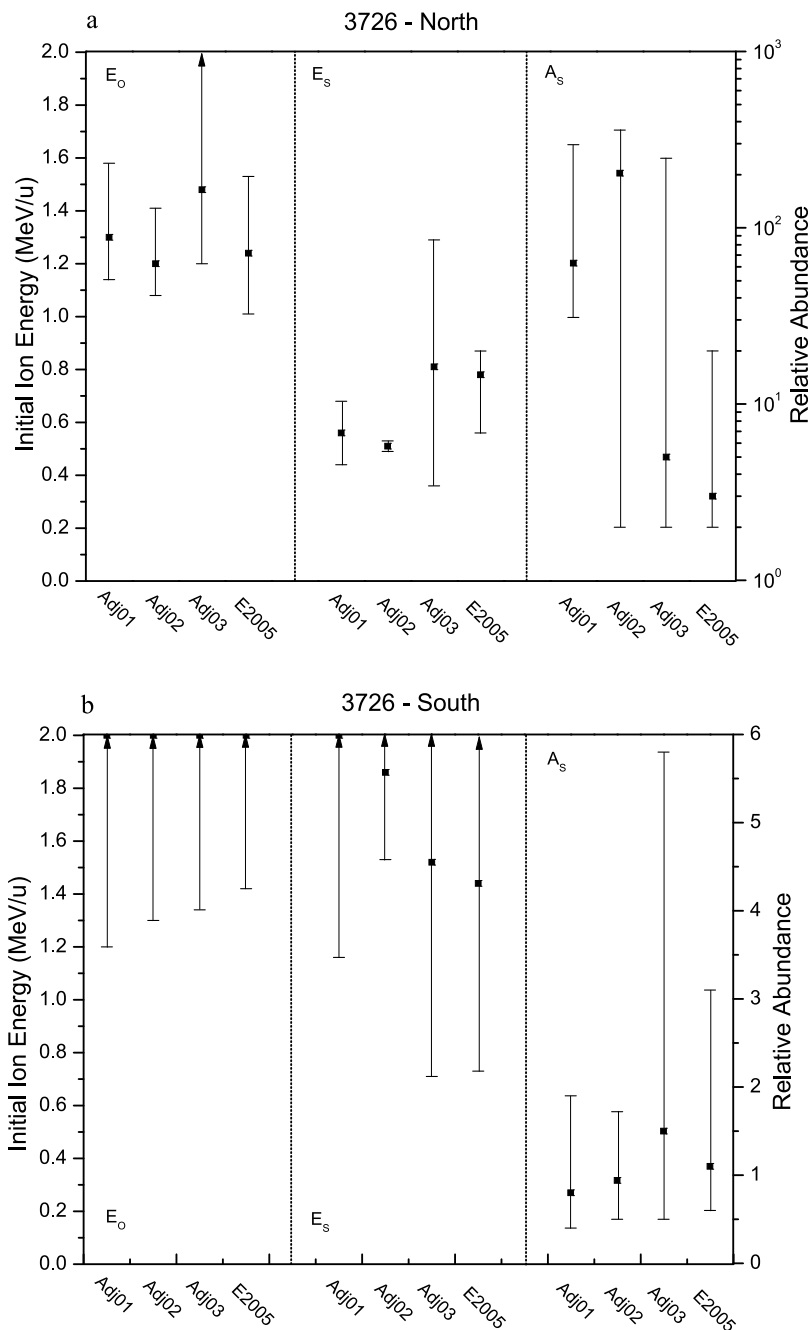 a
3726 - North
E_O
E_S
A_S
2.0
1.8
1.6
1.4
1.2
1.0
0.8
0.6
0.4
0.2
0.0
Initial Ion Energy (MeV/u)
10^3
10^2
10^1
10^0
Relative Abundance
Adj01
Adj02
Adj03
E2005
Adj01
Adj02
Adj03
E2005
Adj01
Adj02
Adj03
E2005
b
3726 - South
A_S
E_O
E_S
2.0
1.8
1.6
1.4
1.2
1.0
0.8
0.6
0.4
0.2
0.0
Initial Ion Energy (MeV/u)
6
5
4
3
2
1
0
Relative Abundance
Adj01
Adj02
Adj03
E2005
Adj01
Adj02
Adj03
E2005
Adj01
Adj02
Adj03
E2005